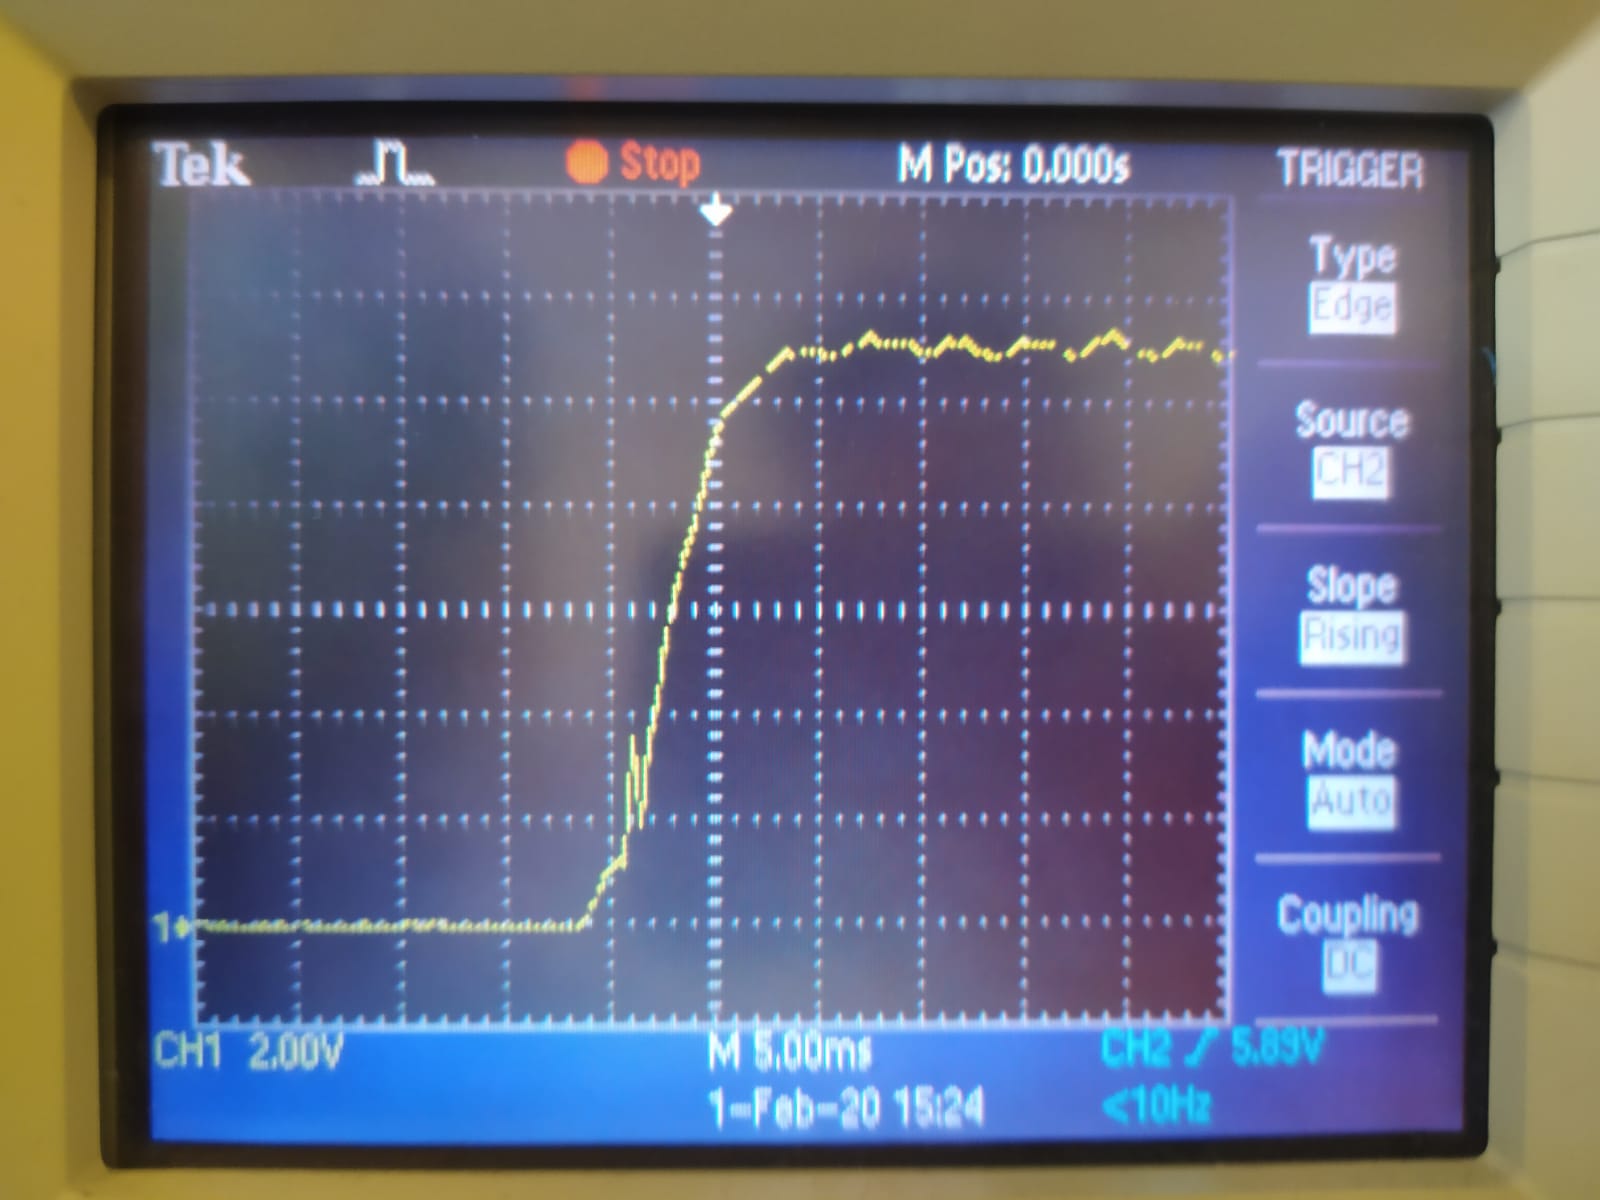 Tek Stop M Pos: 0.000s TRIGGER
Type
Edge
Source
CH2
Slope
Rising
Mode
Auto
Coupling
DC
1
CH1 2.00V M 5.00ms CH2 5.89V
1-Feb-20 15:24 <10Hz